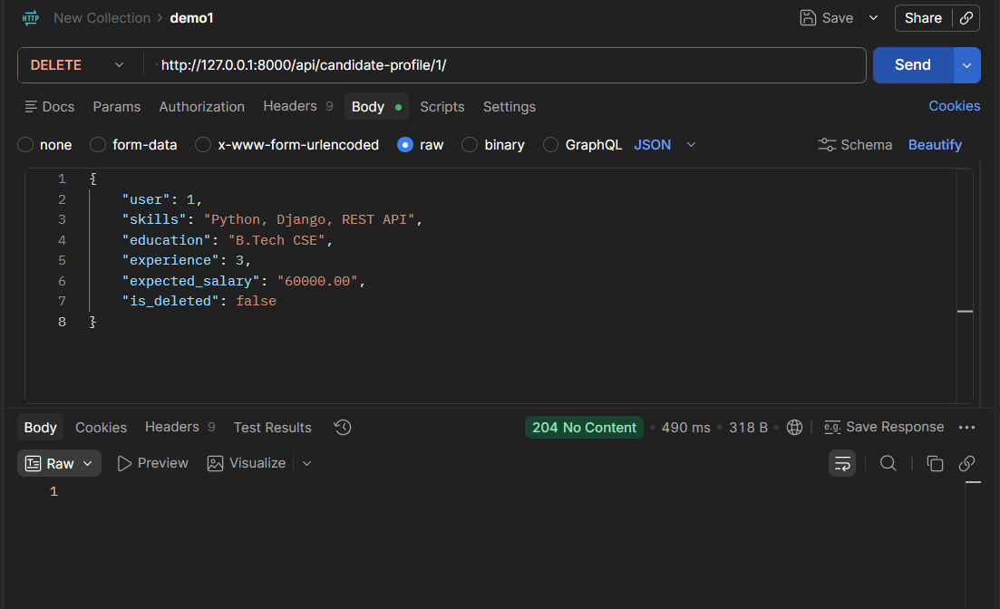 HTTP New Collection > demo1 Save Share
DELETE http://127.0.0.1:8000/api/candidate-profile/1/ Send
Docs Params Authorization Headers 9 Body Scripts Settings Cookies
none form-data x-www-form-urlencoded raw binary GraphQL JSON Schema Beautify
1 {
2 "user": 1,
3 "skills": "Python, Django, REST API",
4 "education": "B.Tech CSE",
5 "experience": 3,
6 "expected_salary": "60000.00",
7 "is_deleted": false
8 }
Body Cookies Headers 9 Test Results 204 No Content • 490 ms • 318 B • e.g. Save Response
Raw Preview Visualize
1